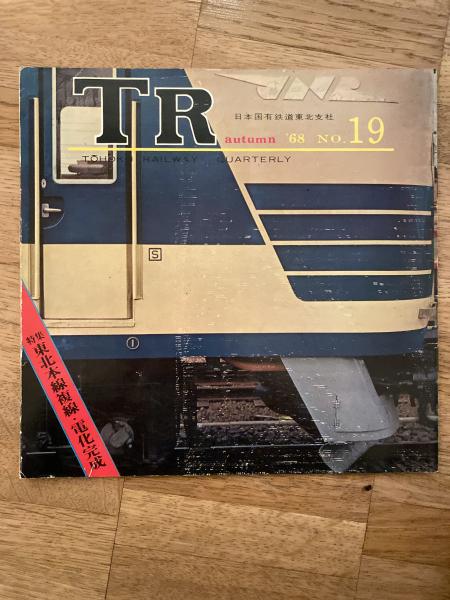 JNR
TR
日本国有鉄道東北支社
autumn '68 NO.19
TOHOKU RAILWAY QUARTERLY
S
特集 東北本線複線・電化完成